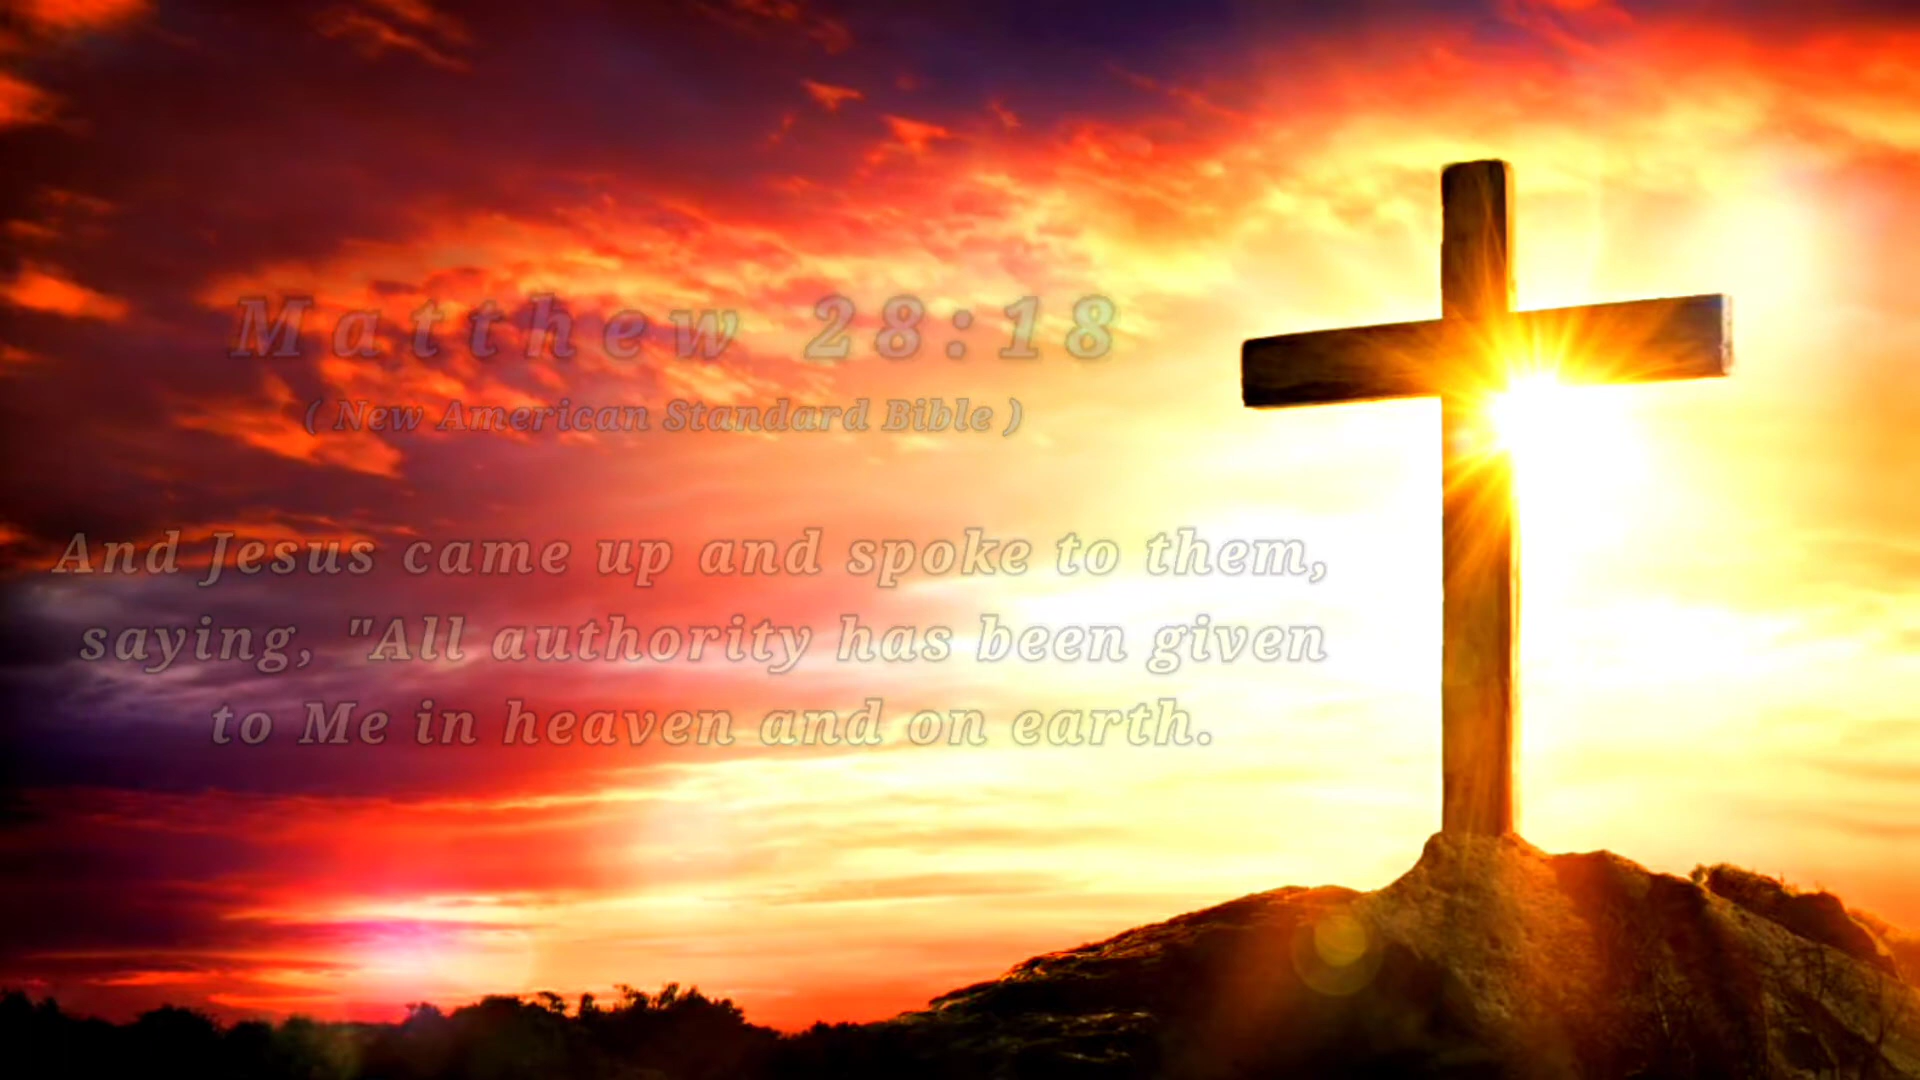 Matthew 28:18
( New American Standard Bible )
And Jesus came up and spoke to them,
saying, "All authority has been given
to Me in heaven and on earth.